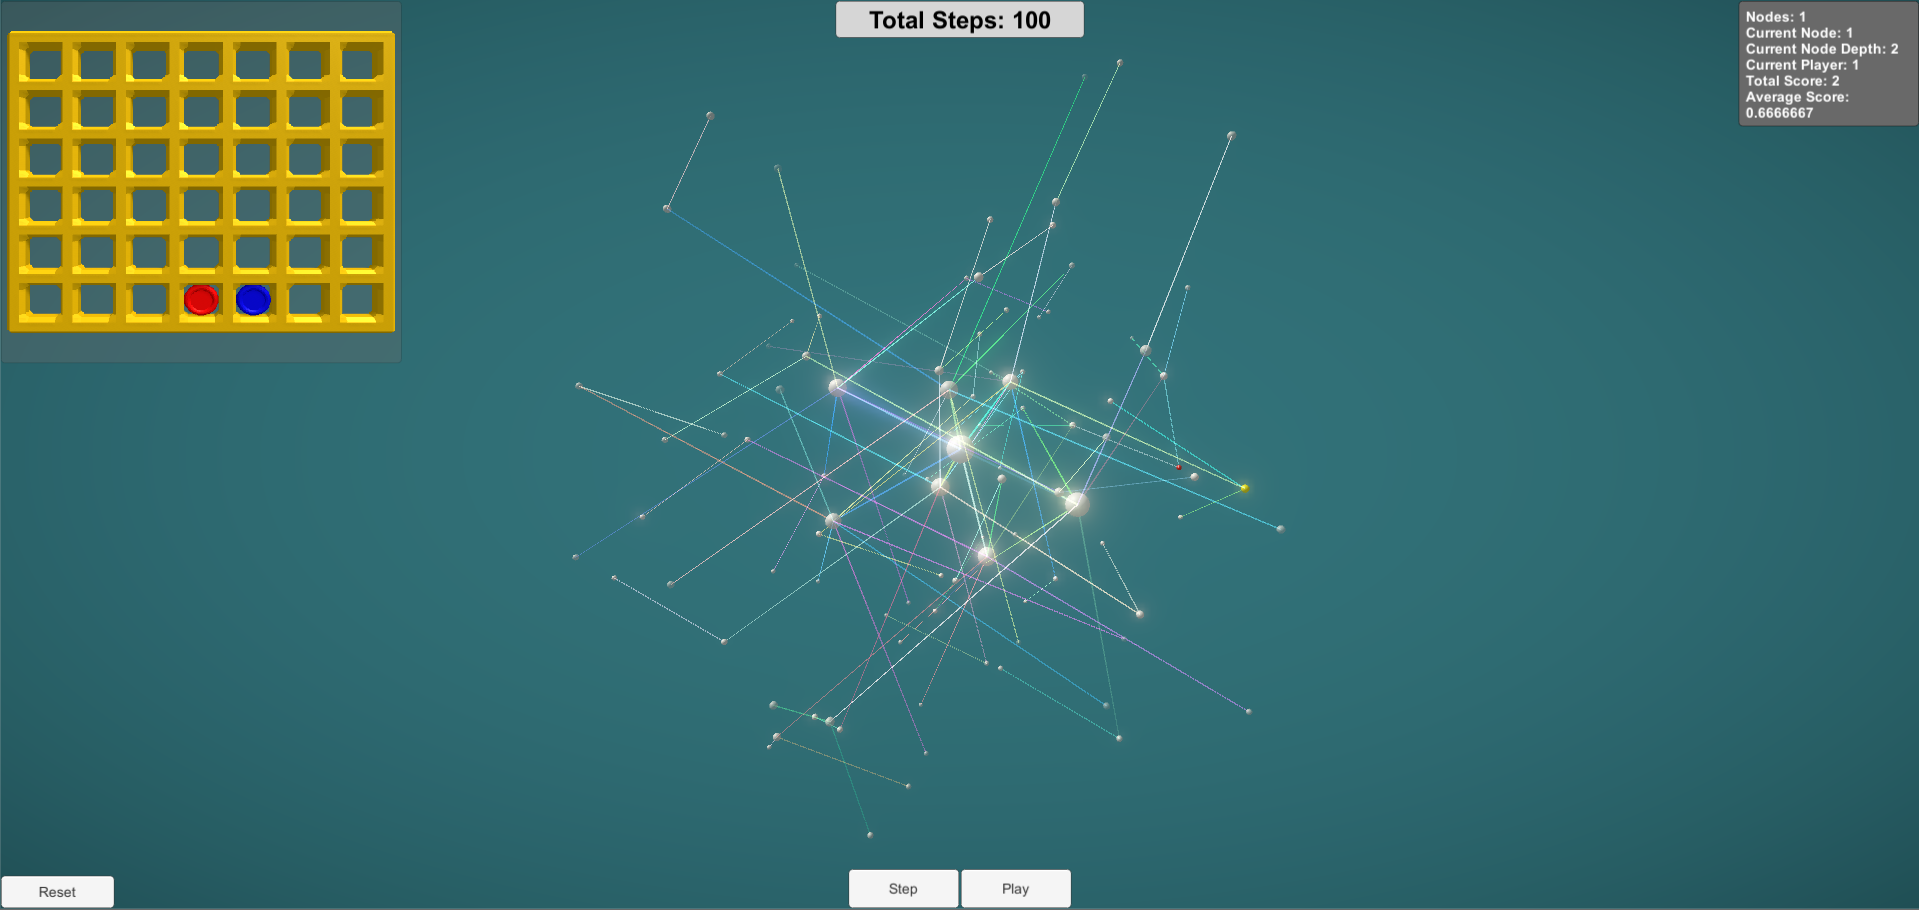 Total Steps: 100
Nodes: 1
Current Node: 1
Current Node Depth: 2
Current Player: 1
Total Score: 2
Average Score:
0.6666667
Reset
Step
Play